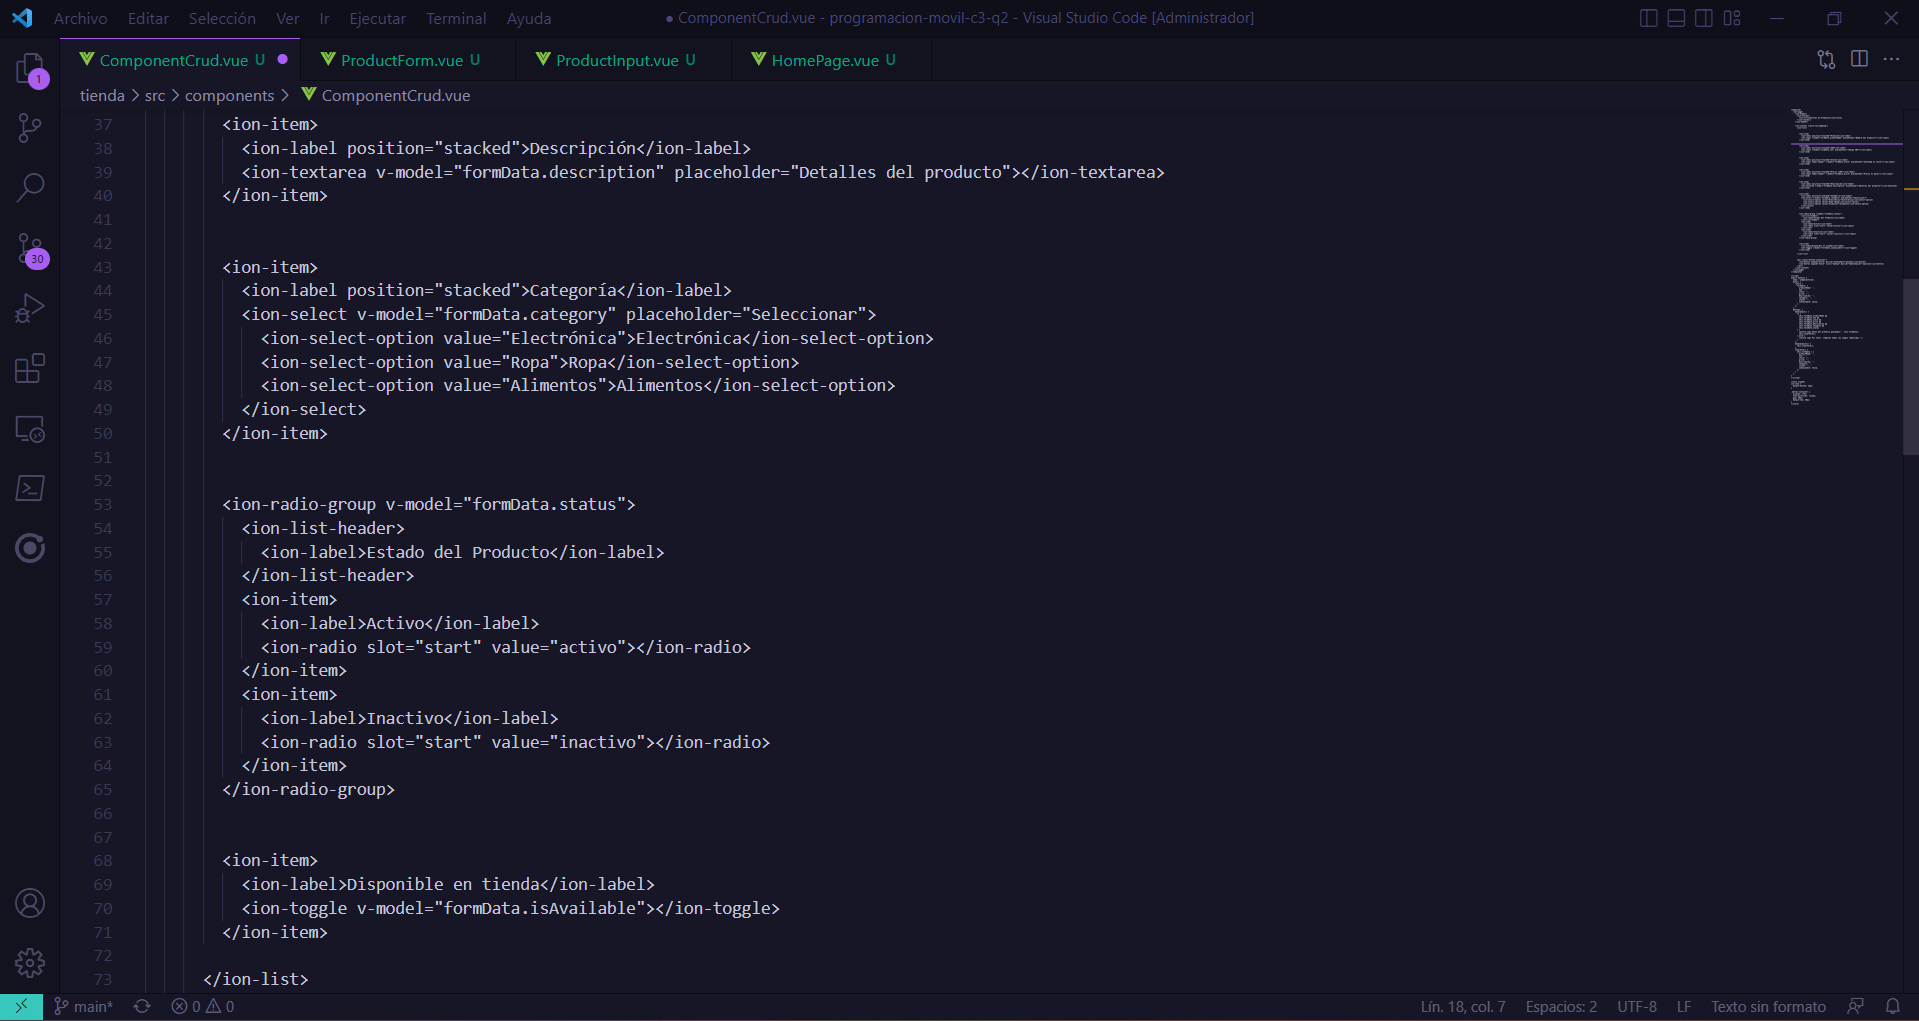 Archivo Editar Selección Ver Ir Ejecutar Terminal Ayuda
● ComponentCrud.vue - programacion-movil-c3-q2 - Visual Studio Code [Administrador]
ComponentCrud.vue U ProductForm.vue U ProductInput.vue U HomePage.vue U
tienda > src > components > ComponentCrud.vue
1
30
37 <ion-item>
38 <ion-label position="stacked">Descripción</ion-label>
39 <ion-textarea v-model="formData.description" placeholder="Detalles del producto"></ion-textarea>
40 </ion-item>
41
42
43 <ion-item>
44 <ion-label position="stacked">Categoría</ion-label>
45 <ion-select v-model="formData.category" placeholder="Seleccionar">
46 <ion-select-option value="Electrónica">Electrónica</ion-select-option>
47 <ion-select-option value="Ropa">Ropa</ion-select-option>
48 <ion-select-option value="Alimentos">Alimentos</ion-select-option>
49 </ion-select>
50 </ion-item>
51
52
53 <ion-radio-group v-model="formData.status">
54 <ion-list-header>
55 <ion-label>Estado del Producto</ion-label>
56 </ion-list-header>
57 <ion-item>
58 <ion-label>Activo</ion-label>
59 <ion-radio slot="start" value="activo"></ion-radio>
60 </ion-item>
61 <ion-item>
62 <ion-label>Inactivo</ion-label>
63 <ion-radio slot="start" value="inactivo"></ion-radio>
64 </ion-item>
65 </ion-radio-group>
66
67
68 <ion-item>
69 <ion-label>Disponible en tienda</ion-label>
70 <ion-toggle v-model="formData.isAvailable"></ion-toggle>
71 </ion-item>
72
73 </ion-list>
main* 0 0 Lín. 18, col. 7 Espacios: 2 UTF-8 LF Texto sin formato